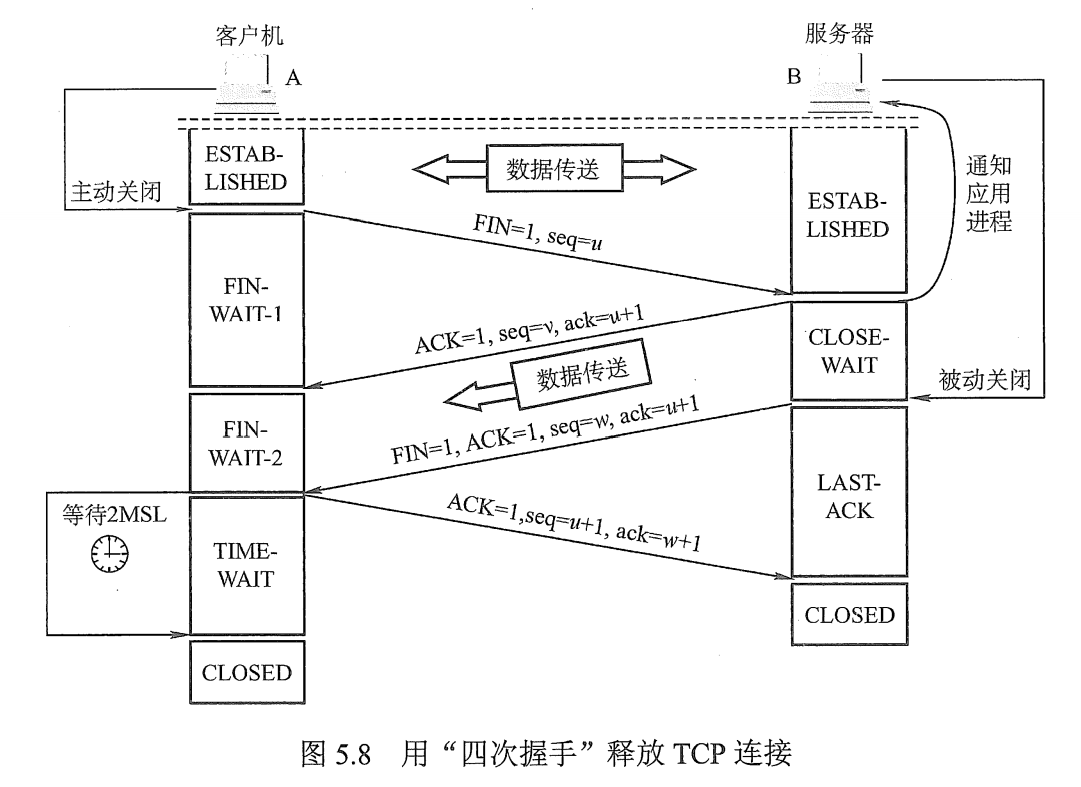 客户机
服务器
A
B
ESTAB-
LISHED
数据传送
ESTAB-
LISHED
通知
应用
进程
主动关闭
FIN=1, seq=u
FIN-
WAIT-1
ACK=1, seq=v, ack=u+1
CLOSE-
WAIT
数据传送
被动关闭
FIN-
WAIT-2
FIN=1, ACK=1, seq=w, ack=u+1
LAST-
ACK
等待2MSL
ACK=1,seq=u+1, ack=w+1
TIME-
WAIT
CLOSED
CLOSED
图 5.8 用“四次握手”释放 TCP 连接